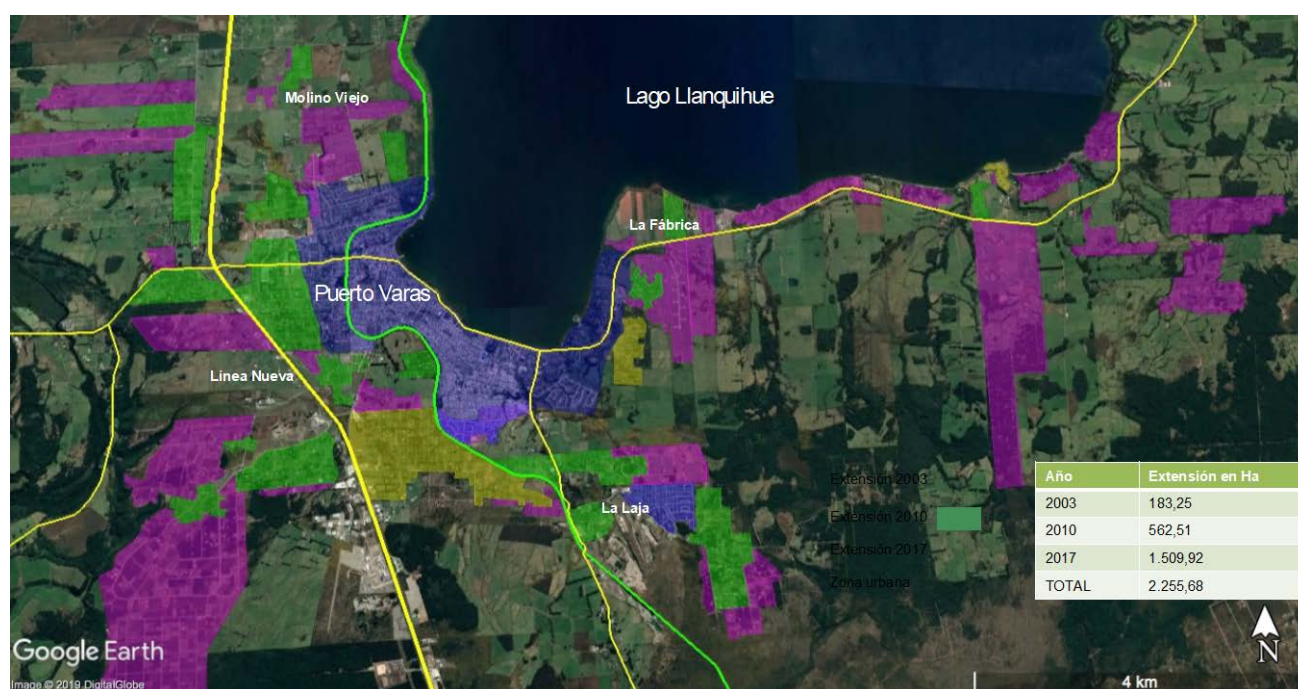 Lago Llanquihue
Molino Viejo
La Fábrica
Puerto Varas
Linea Nueva
La Laja
Extensión 2003
Extensión 2010
Extensión 2017
Zona urbana
Año Extensión en Ha
2003 183,25
2010 562,51
2017 1.509,92
TOTAL 2.255,68
N
4 km
Google Earth
Image © 2019 DigitalGlobe